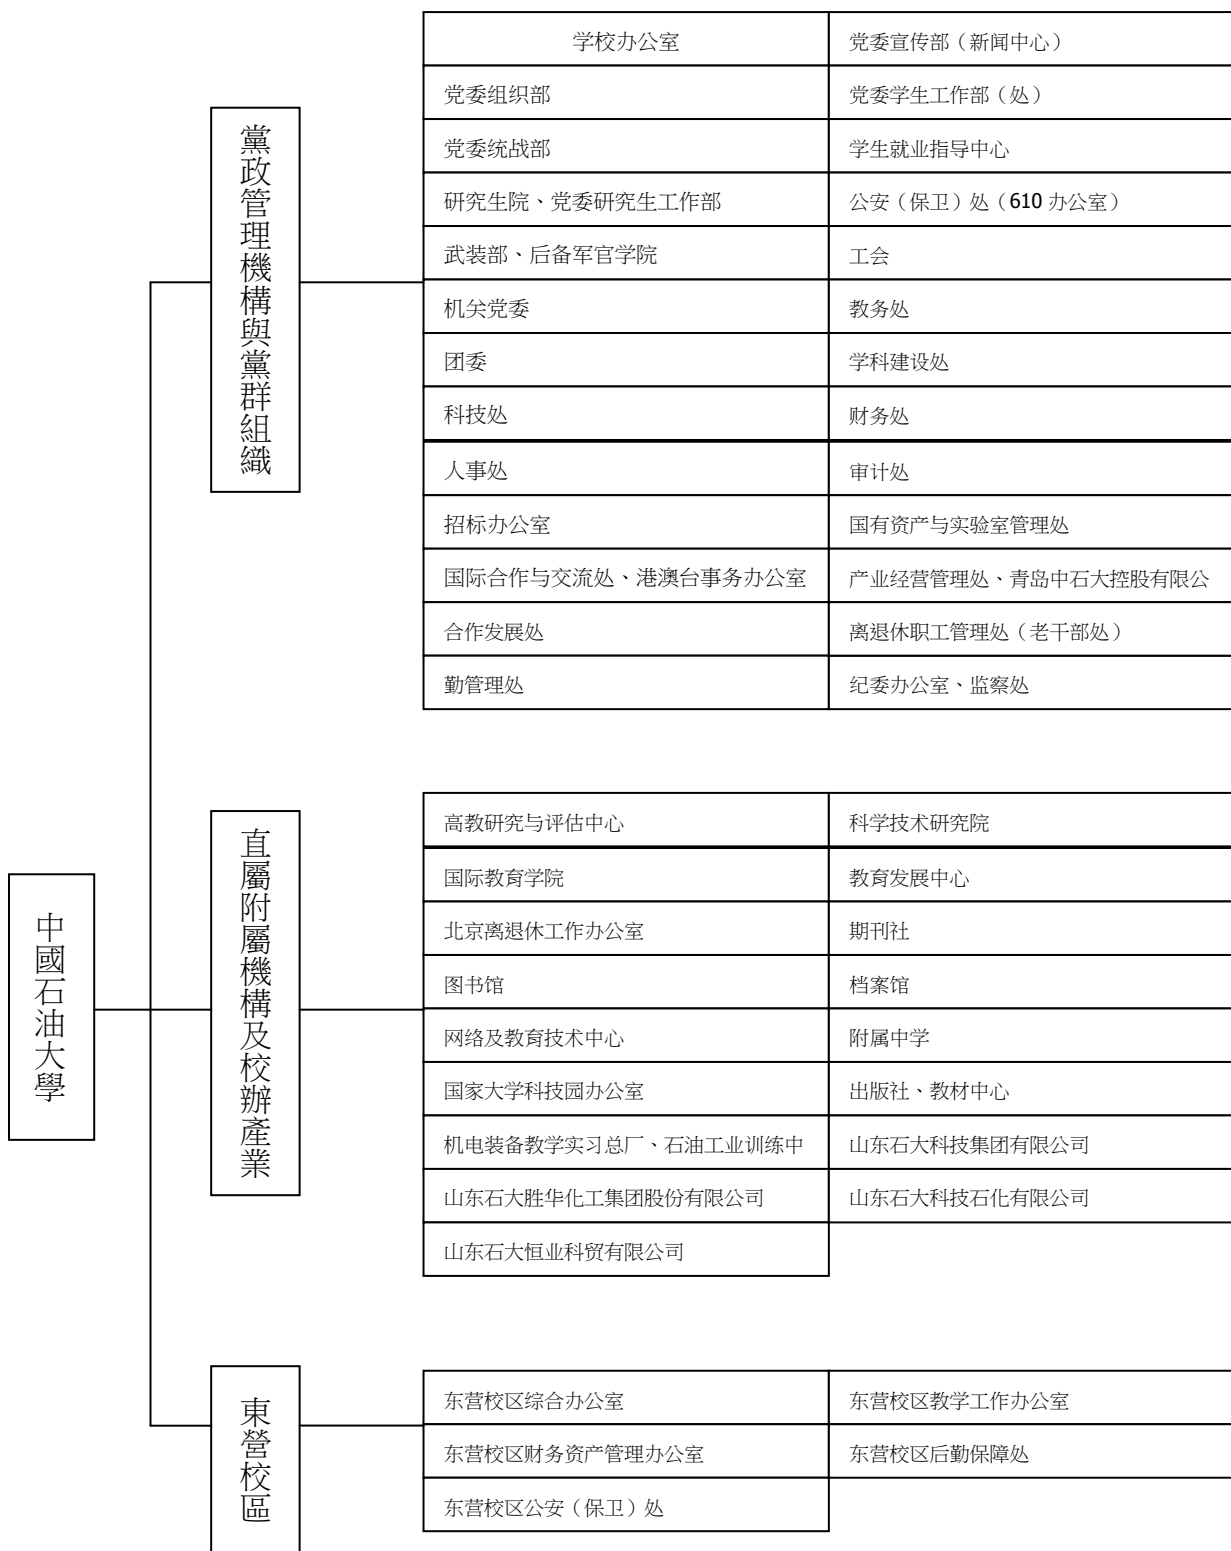 中國石油大學
黨政管理機構與黨群組織
学校办公室
党委宣传部（新闻中心）
党委组织部
党委学生工作部（处）
党委统战部
学生就业指导中心
研究生院、党委研究生工作部
公安（保卫）处（610 办公室）
武装部、后备军官学院
工会
机关党委
教务处
团委
学科建设处
科技处
财务处
人事处
审计处
招标办公室
国有资产与实验室管理处
国际合作与交流处、港澳台事务办公室
产业经营管理处、青岛中石大控股有限公
合作发展处
离退休职工管理处（老干部处）
勤管理处
纪委办公室、监察处
直屬附屬機構及校辦產業
高教研究与评估中心
科学技术研究院
国际教育学院
教育发展中心
北京离退休工作办公室
期刊社
图书馆
档案馆
网络及教育技术中心
附属中学
国家大学科技园办公室
出版社、教材中心
机电装备教学实习总厂、石油工业训练中
山东石大科技集团有限公司
山东石大胜华化工集团股份有限公司
山东石大科技石化有限公司
山东石大恒业科贸有限公司
東營校區
东营校区综合办公室
东营校区教学工作办公室
东营校区财务资产管理办公室
东营校区后勤保障处
东营校区公安（保卫）处